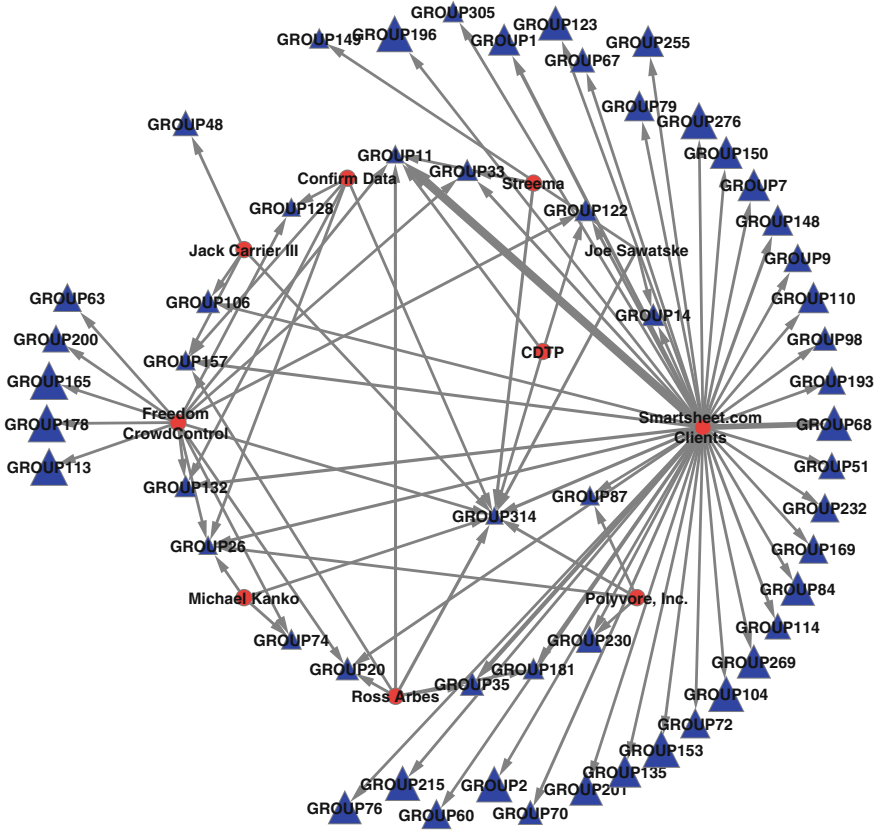 GROUP305
GROUP123
GROUP149
GROUP196
GROUP1
GROUP255
GROUP67
GROUP79
GROUP276
GROUP48
GROUP150
GROUP11
GROUP33
Confirm Data
Streema
GROUP7
GROUP128
GROUP122
GROUP148
Jack Carrier III
Joe Sawatske
GROUP9
GROUP63
GROUP106
GROUP110
GROUP14
GROUP200
GROUP98
GROUP157
CDTP
GROUP165
GROUP193
Freedom
CrowdControl
Smartsheet.com
Clients
GROUP178
GROUP68
GROUP113
GROUP51
GROUP132
GROUP87
GROUP232
GROUP314
GROUP26
GROUP169
GROUP84
Michael Kanko
Polyvore, Inc.
GROUP114
GROUP74
GROUP230
GROUP269
GROUP20
GROUP181
GROUP35
Ross Arbes
GROUP104
GROUP72
GROUP153
GROUP135
GROUP215
GROUP2
GROUP201
GROUP76
GROUP60
GROUP70